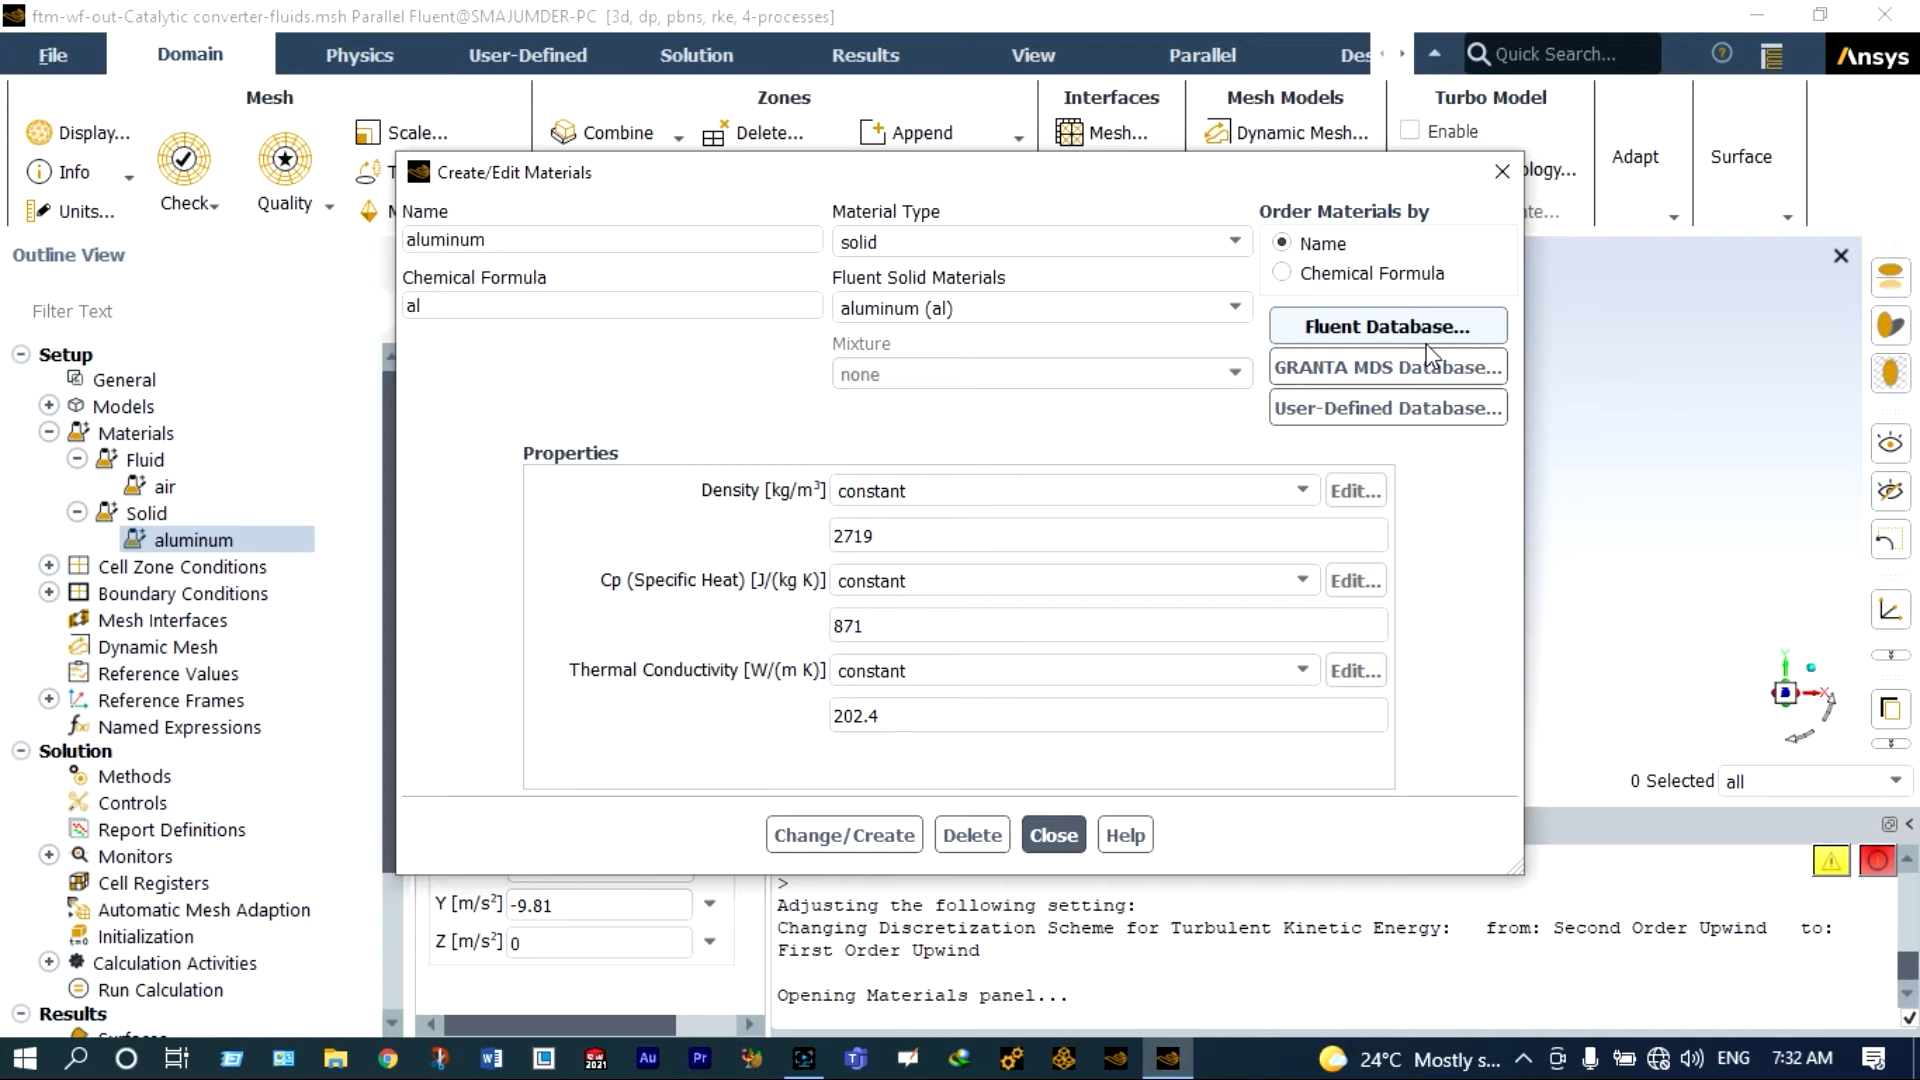 ftm-wf-out-Catalytic converter-fluids.msh Parallel Fluent@SMAJUMDER-PC [3d, dp, pbns, rke, 4-processes]
File Domain Physics User-Defined Solution Results View Parallel Des Quick Search... Ansys
Mesh Zones Interfaces Mesh Models Turbo Model
Display... Scale... Combine Delete... Append Mesh... Dynamic Mesh... Enable
Info Check Quality Adapt Surface
Units...
Create/Edit Materials
Name
aluminum
Chemical Formula
al
Material Type
solid
Fluent Solid Materials
aluminum (al)
Mixture
none
Order Materials by
Name
Chemical Formula
Fluent Database...
GRANTA MDS Database...
User-Defined Database...
Properties
Density [kg/m³] constant Edit...
2719
Cp (Specific Heat) [J/(kg K)] constant Edit...
871
Thermal Conductivity [W/(m K)] constant Edit...
202.4
Change/Create Delete Close Help
Outline View
Filter Text
Setup
General
Models
Materials
Fluid
air
Solid
aluminum
Cell Zone Conditions
Boundary Conditions
Mesh Interfaces
Dynamic Mesh
Reference Values
Reference Frames
Named Expressions
Solution
Methods
Controls
Report Definitions
Monitors
Cell Registers
Automatic Mesh Adaption
Initialization
Calculation Activities
Run Calculation
Results
Y [m/s²] -9.81
Z [m/s²] 0
0 Selected all
>
Adjusting the following setting:
Changing Discretization Scheme for Turbulent Kinetic Energy: from: Second Order Upwind to:
First Order Upwind
Opening Materials panel...
24°C Mostly s... ENG 7:32 AM